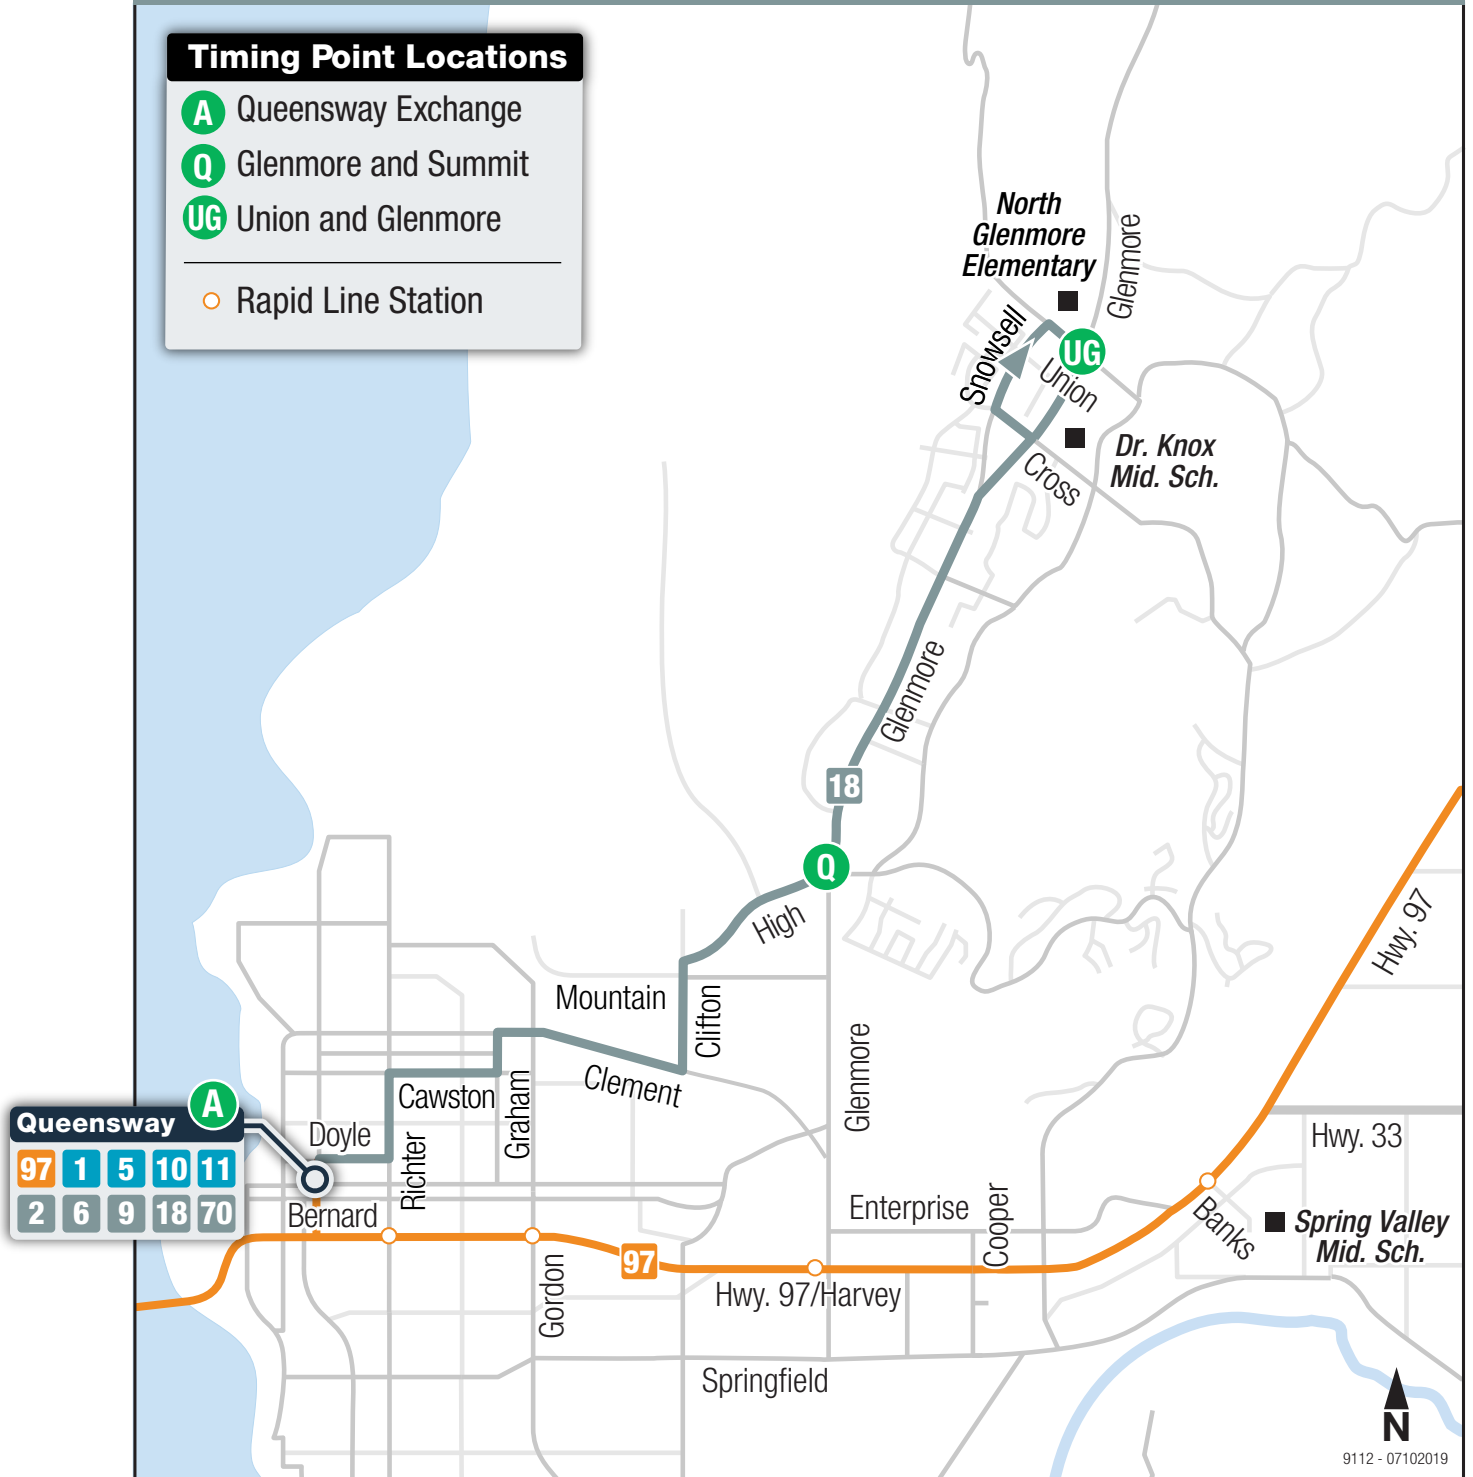 Timing Point Locations
A Queensway Exchange
Q Glenmore and Summit
UG Union and Glenmore
Rapid Line Station
North
Glenmore
Elementary
Glenmore
Snowsell
UG
Union
Dr. Knox
Mid. Sch.
Cross
Glenmore
18
Q
High
Hwy. 97
Mountain
Clifton
Clement
Glenmore
Cawston
Graham
A
Queensway
97 1 5 10 11
2 6 9 18 70
Doyle
Richter
Bernard
Hwy. 33
Enterprise
Cooper
Banks
Spring Valley
Mid. Sch.
97
Gordon
Hwy. 97/Harvey
Springfield
N
9112 - 07102019